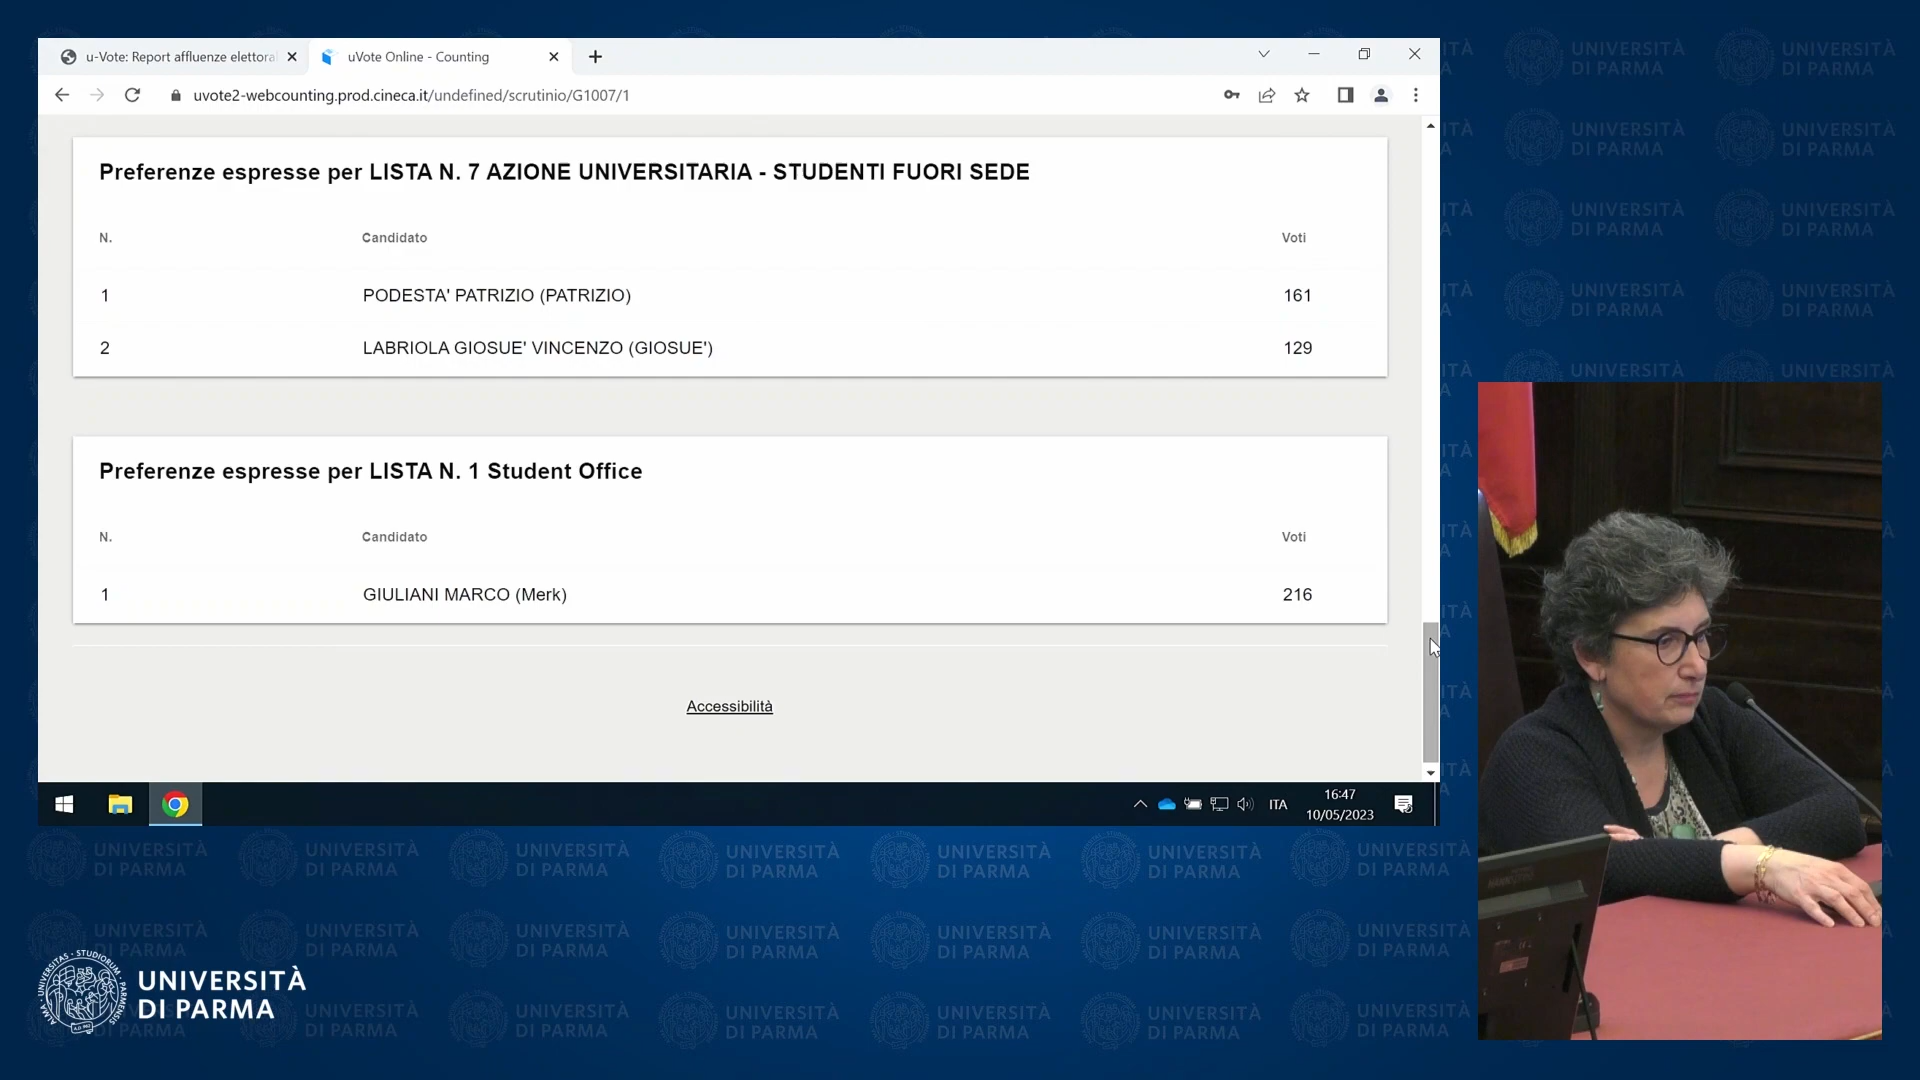 u-Vote: Report affluenze elettora
uVote Online - Counting
uvote2-webcounting.prod.cineca.it/undefined/scrutinio/G1007/1
Preferenze espresse per LISTA N. 7 AZIONE UNIVERSITARIA - STUDENTI FUORI SEDE
N. Candidato Voti
1 PODESTA' PATRIZIO (PATRIZIO) 161
2 LABRIOLA GIOSUE' VINCENZO (GIOSUE') 129
Preferenze espresse per LISTA N. 1 Student Office
N. Candidato Voti
1 GIULIANI MARCO (Merk) 216
Accessibilità
ITA
16:47
10/05/2023
UNIVERSITÀ
DI PARMA